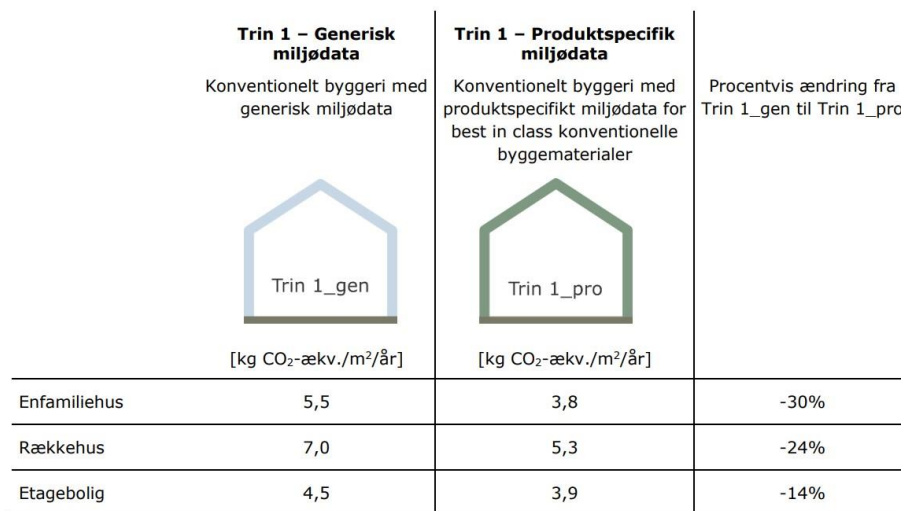 Trin 1 – Generisk
miljødata
Konventionelt byggeri med
generisk miljødata
Trin 1 – Produktspecifik
miljødata
Konventionelt byggeri med
produktspecifikt miljødata for
best in class konventionelle
byggematerialer
Procentvis ændring fra
Trin 1_gen til Trin 1_pro
Trin 1_gen
Trin 1_pro
[kg CO₂-ækv./m²/år]
[kg CO₂-ækv./m²/år]
Enfamiliehus 5,5 3,8 -30%
Rækkehus 7,0 5,3 -24%
Etagebolig 4,5 3,9 -14%